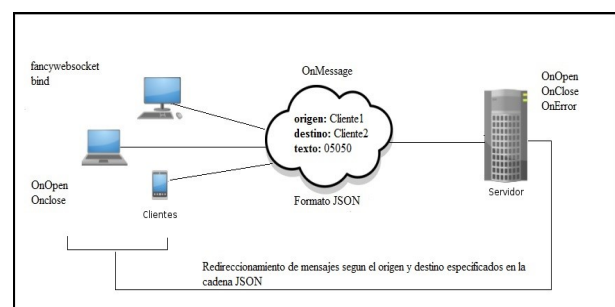 fancywebsocket
bind
OnMessage
OnOpen
OnClose
OnError
origen: Cliente1
destino: Cliente2
texto: 05050
OnOpen
Onclose
Clientes
Formato JSON
Servidor
Redireccionamiento de mensajes segun el origen y destino especificados en la
cadena JSON